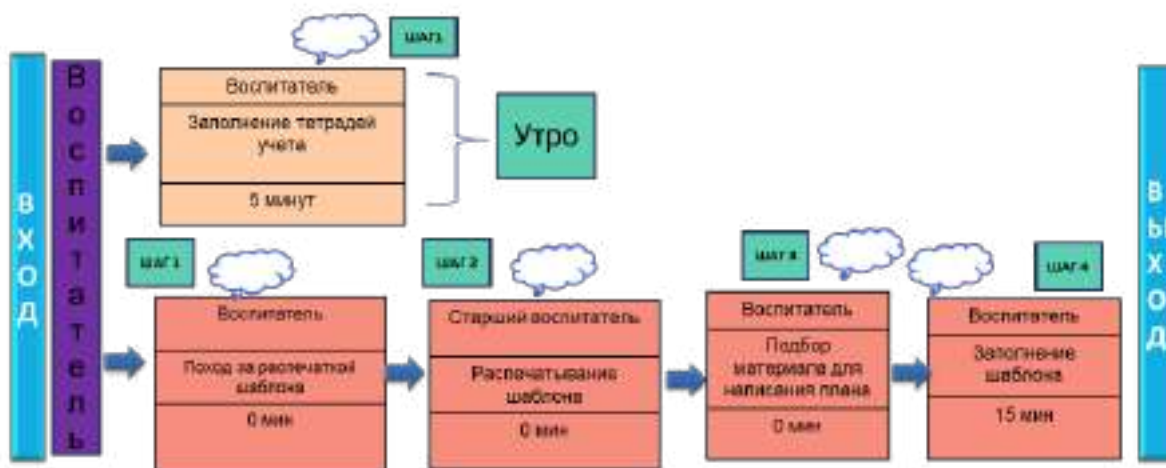 ВХОД
Воспитатель
ШАГ1
Воспитатель
Заполнение тетрадей
учета
5 минут
Утро
ШАГ 1
Воспитатель
Поход за распечаткой
шаблона
0 мин
ШАГ 2
Старший воспитатель
Распечатывание
шаблона
0 мин
ШАГ 3
Воспитатель
Подбор
материала для
написания плана
0 мин
ШАГ 4
Воспитатель
Заполнение
шаблона
15 мин
ВЫХОД